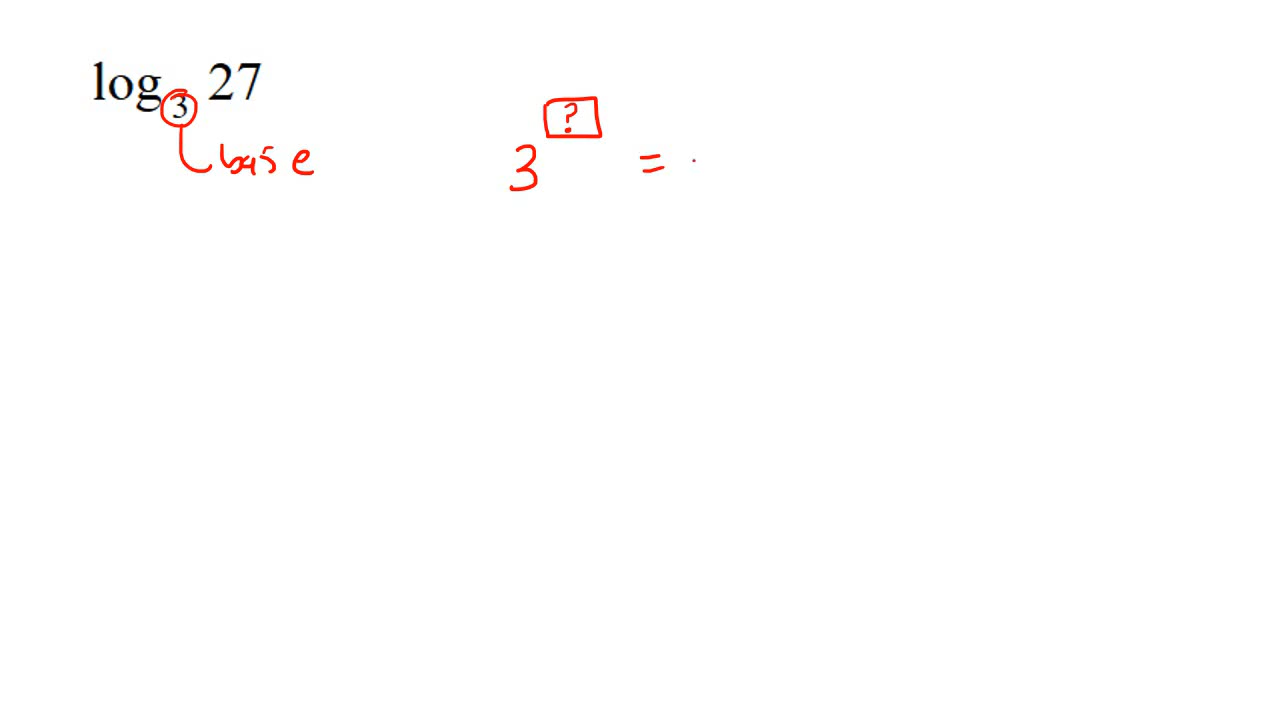 log₃ 27
base
3^? =